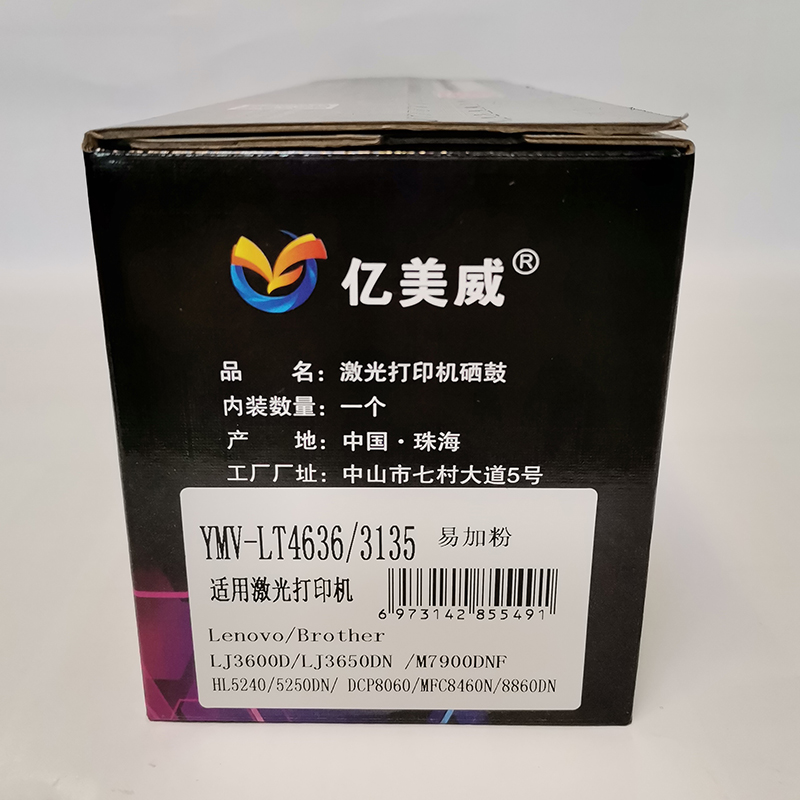 亿美威®
品 名：激光打印机硒鼓
内装数量：一个
产 地：中国·珠海
工厂厂址：中山市七村大道5号
YMV-LT4636/3135 易加粉
适用激光打印机
6 973142 855491
Lenovo/Brother
LJ3600D/LJ3650DN /M7900DNF
HL5240/5250DN/ DCP8060/MFC8460N/8860DN